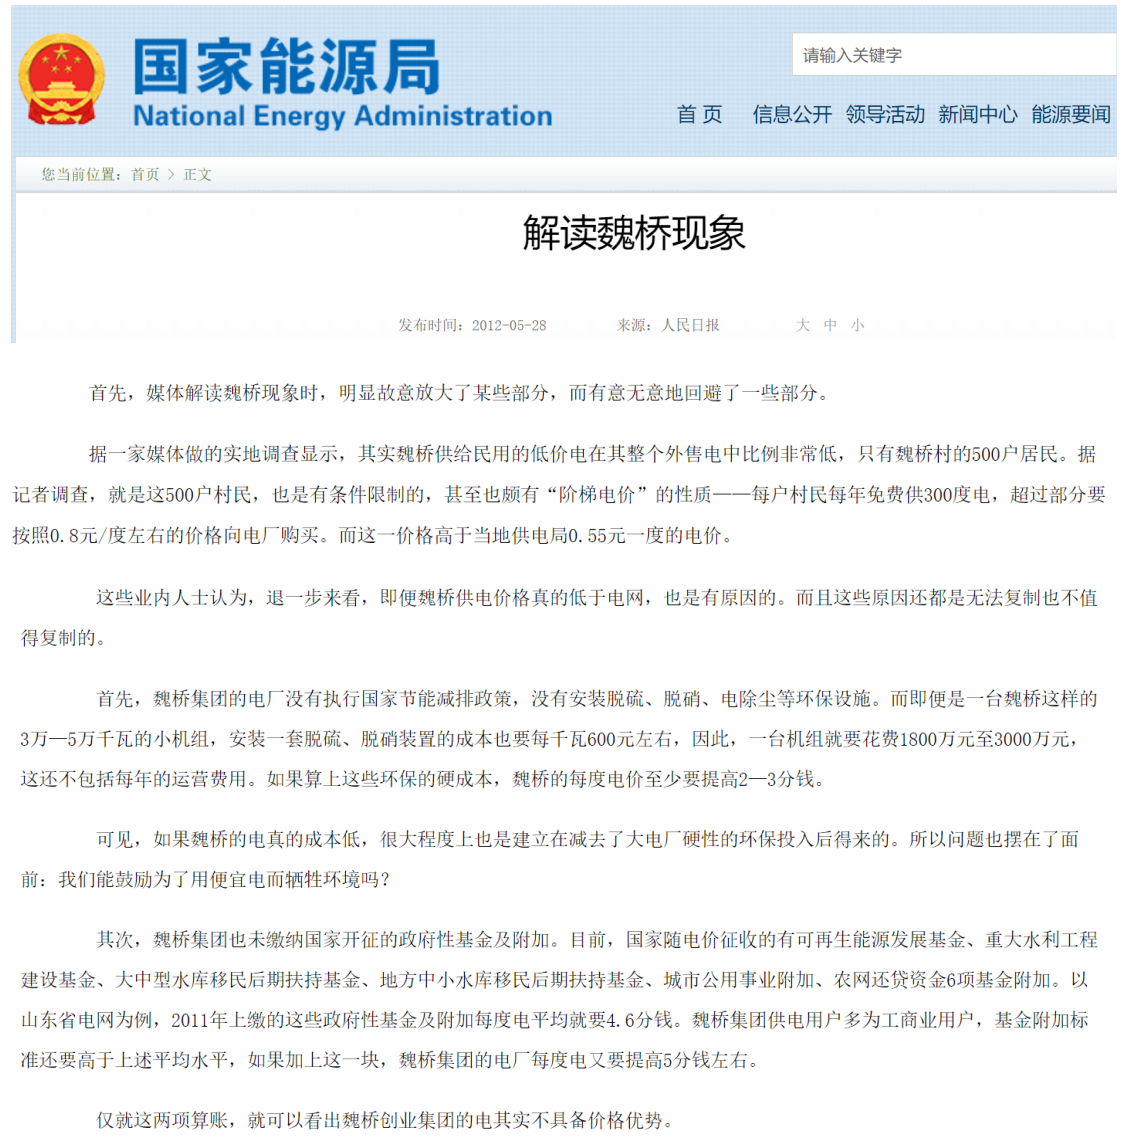 国家能源局
National Energy Administration
请输入关键字
首 页 信息公开 领导活动 新闻中心 能源要闻
您当前位置：首页 > 正文
解读魏桥现象
发布时间：2012-05-28 来源：人民日报 大 中 小
首先，媒体解读魏桥现象时，明显故意放大了某些部分，而有意无意地回避了一些部分。
据一家媒体做的实地调查显示，其实魏桥供给民用的低价电在其整个外售电中比例非常低，只有魏桥村的500户居民。据
记者调查，就是这500户村民，也是有条件限制的，甚至也颇有“阶梯电价”的性质——每户村民每年免费供300度电，超过部分要
按照0.8元/度左右的价格向电厂购买。而这一价格高于当地供电局0.55元一度的电价。
这些业内人士认为，退一步来看，即便魏桥供电价格真的低于电网，也是有原因的。而且这些原因还都是无法复制也不值
得复制的。
首先，魏桥集团的电厂没有执行国家节能减排政策，没有安装脱硫、脱硝、电除尘等环保设施。而即便是一台魏桥这样的
3万—5万千瓦的小机组，安装一套脱硫、脱硝装置的成本也要每千瓦600元左右，因此，一台机组就要花费1800万元至3000万元，
这还不包括每年的运营费用。如果算上这些环保的硬成本，魏桥的每度电价至少要提高2—3分钱。
可见，如果魏桥的电真的成本低，很大程度上也是建立在减去了大电厂硬性的环保投入后得来的。所以问题也摆在了面
前：我们能鼓励为了用便宜电而牺牲环境吗？
其次，魏桥集团也未缴纳国家开征的政府性基金及附加。目前，国家随电价征收的有可再生能源发展基金、重大水利工程
建设基金、大中型水库移民后期扶持基金、地方中小水库移民后期扶持基金、城市公用事业附加、农网还贷资金6项基金附加。以
山东省电网为例，2011年上缴的这些政府性基金及附加每度电平均就要4.6分钱。魏桥集团供电用户多为工商业用户，基金附加标
准还要高于上述平均水平，如果加上这一块，魏桥集团的电厂每度电又要提高5分钱左右。
仅就这两项算账，就可以看出魏桥创业集团的电其实不具备价格优势。